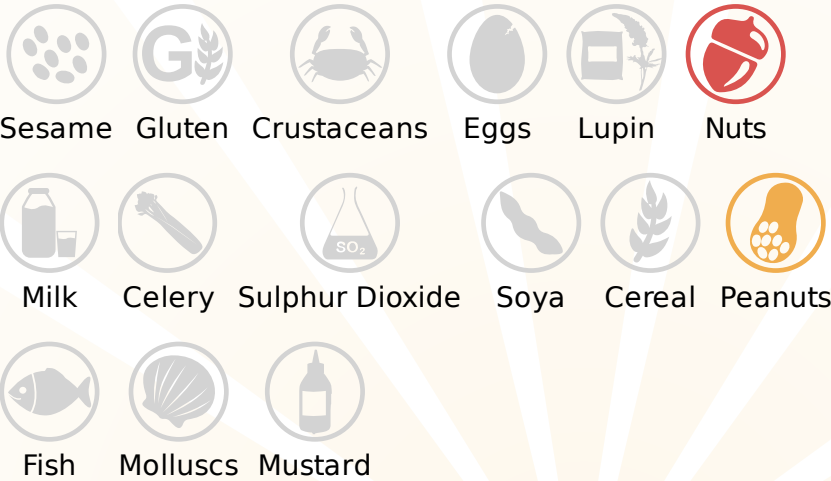 G
Sesame Gluten Crustaceans Eggs Lupin Nuts
SO₂
Milk Celery Sulphur Dioxide Soya Cereal Peanuts
Fish Molluscs Mustard